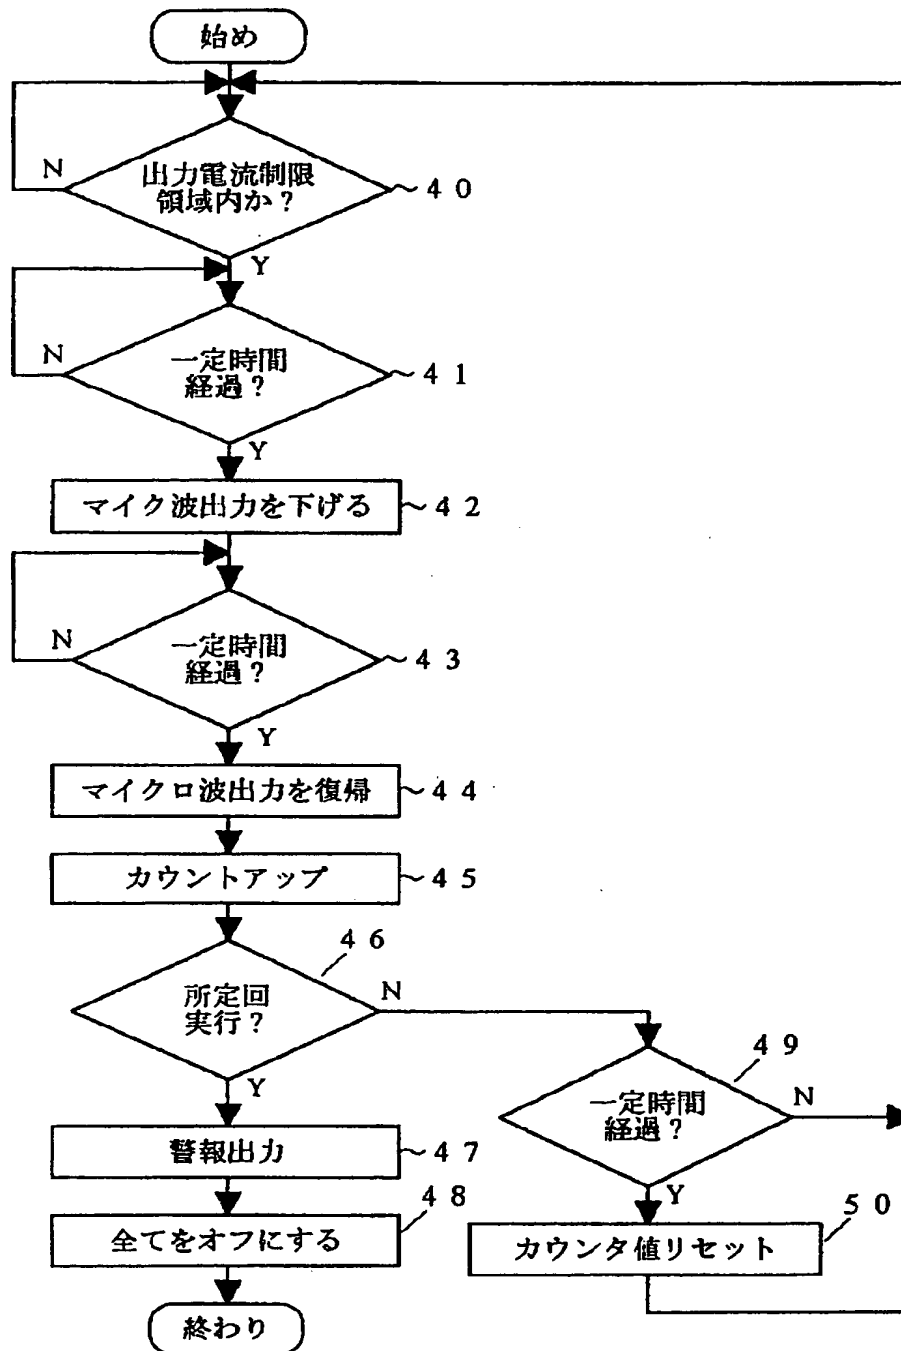 始め
出力電流制限
領域内か？
N
～40
Y
一定時間
経過？
N
～41
Y
マイク波出力を下げる
～42
一定時間
経過？
N
～43
Y
マイクロ波出力を復帰
～44
カウントアップ
～45
46
所定回
実行？
N
Y
49
一定時間
経過？
N
Y
警報出力
～47
48
全てをオフにする
50
カウンタ値リセット
終わり